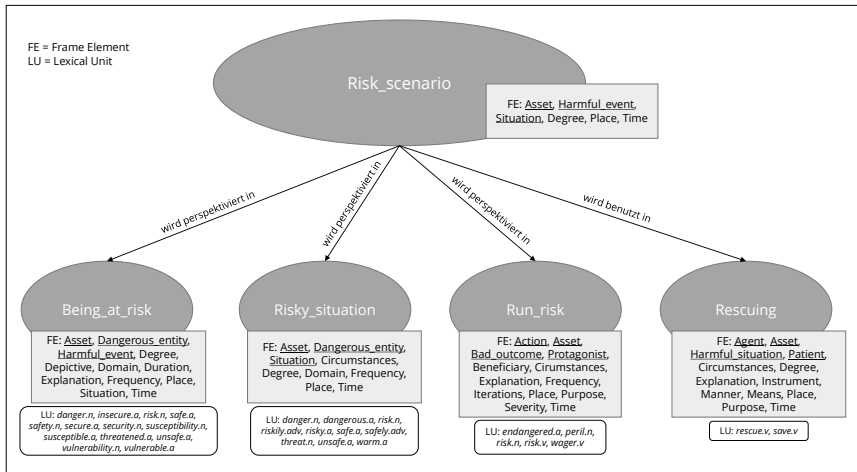 FE = Frame Element
LU = Lexical Unit
Risk_scenario
FE: Asset, Harmful_event,
Situation, Degree, Place, Time
wird perspektiviert in
wird perspektiviert in
wird perspektiviert in
wird benutzt in
Being_at_risk
FE: Asset, Dangerous_entity,
Harmful_event, Degree,
Depictive, Domain, Duration,
Explanation, Frequency, Place,
Situation, Time
LU: danger.n, insecure.a, risk.n, safe.a,
safety.n, secure.a, security.n, susceptibility.n,
susceptible.a, threatened.a, unsafe.a,
vulnerability.n, vulnerable.a
Risky_situation
FE: Asset, Dangerous_entity,
Situation, Circumstances,
Degree, Domain, Frequency,
Place, Time
LU: danger.n, dangerous.a, risk.n,
riskily.adv, risky.a, safe.a, safely.adv,
threat.n, unsafe.a, warm.a
Run_risk
FE: Action, Asset,
Bad_outcome, Protagonist,
Beneficiary, Cirumstances,
Explanation, Frequency,
Iterations, Place, Purpose,
Severity, Time
LU: endangered.a, peril.n,
risk.n, risk.v, wager.v
Rescuing
FE: Agent, Asset,
Harmful_situation, Patient,
Circumstances, Degree,
Explanation, Instrument,
Manner, Means, Place,
Purpose, Time
LU: rescue.v, save.v